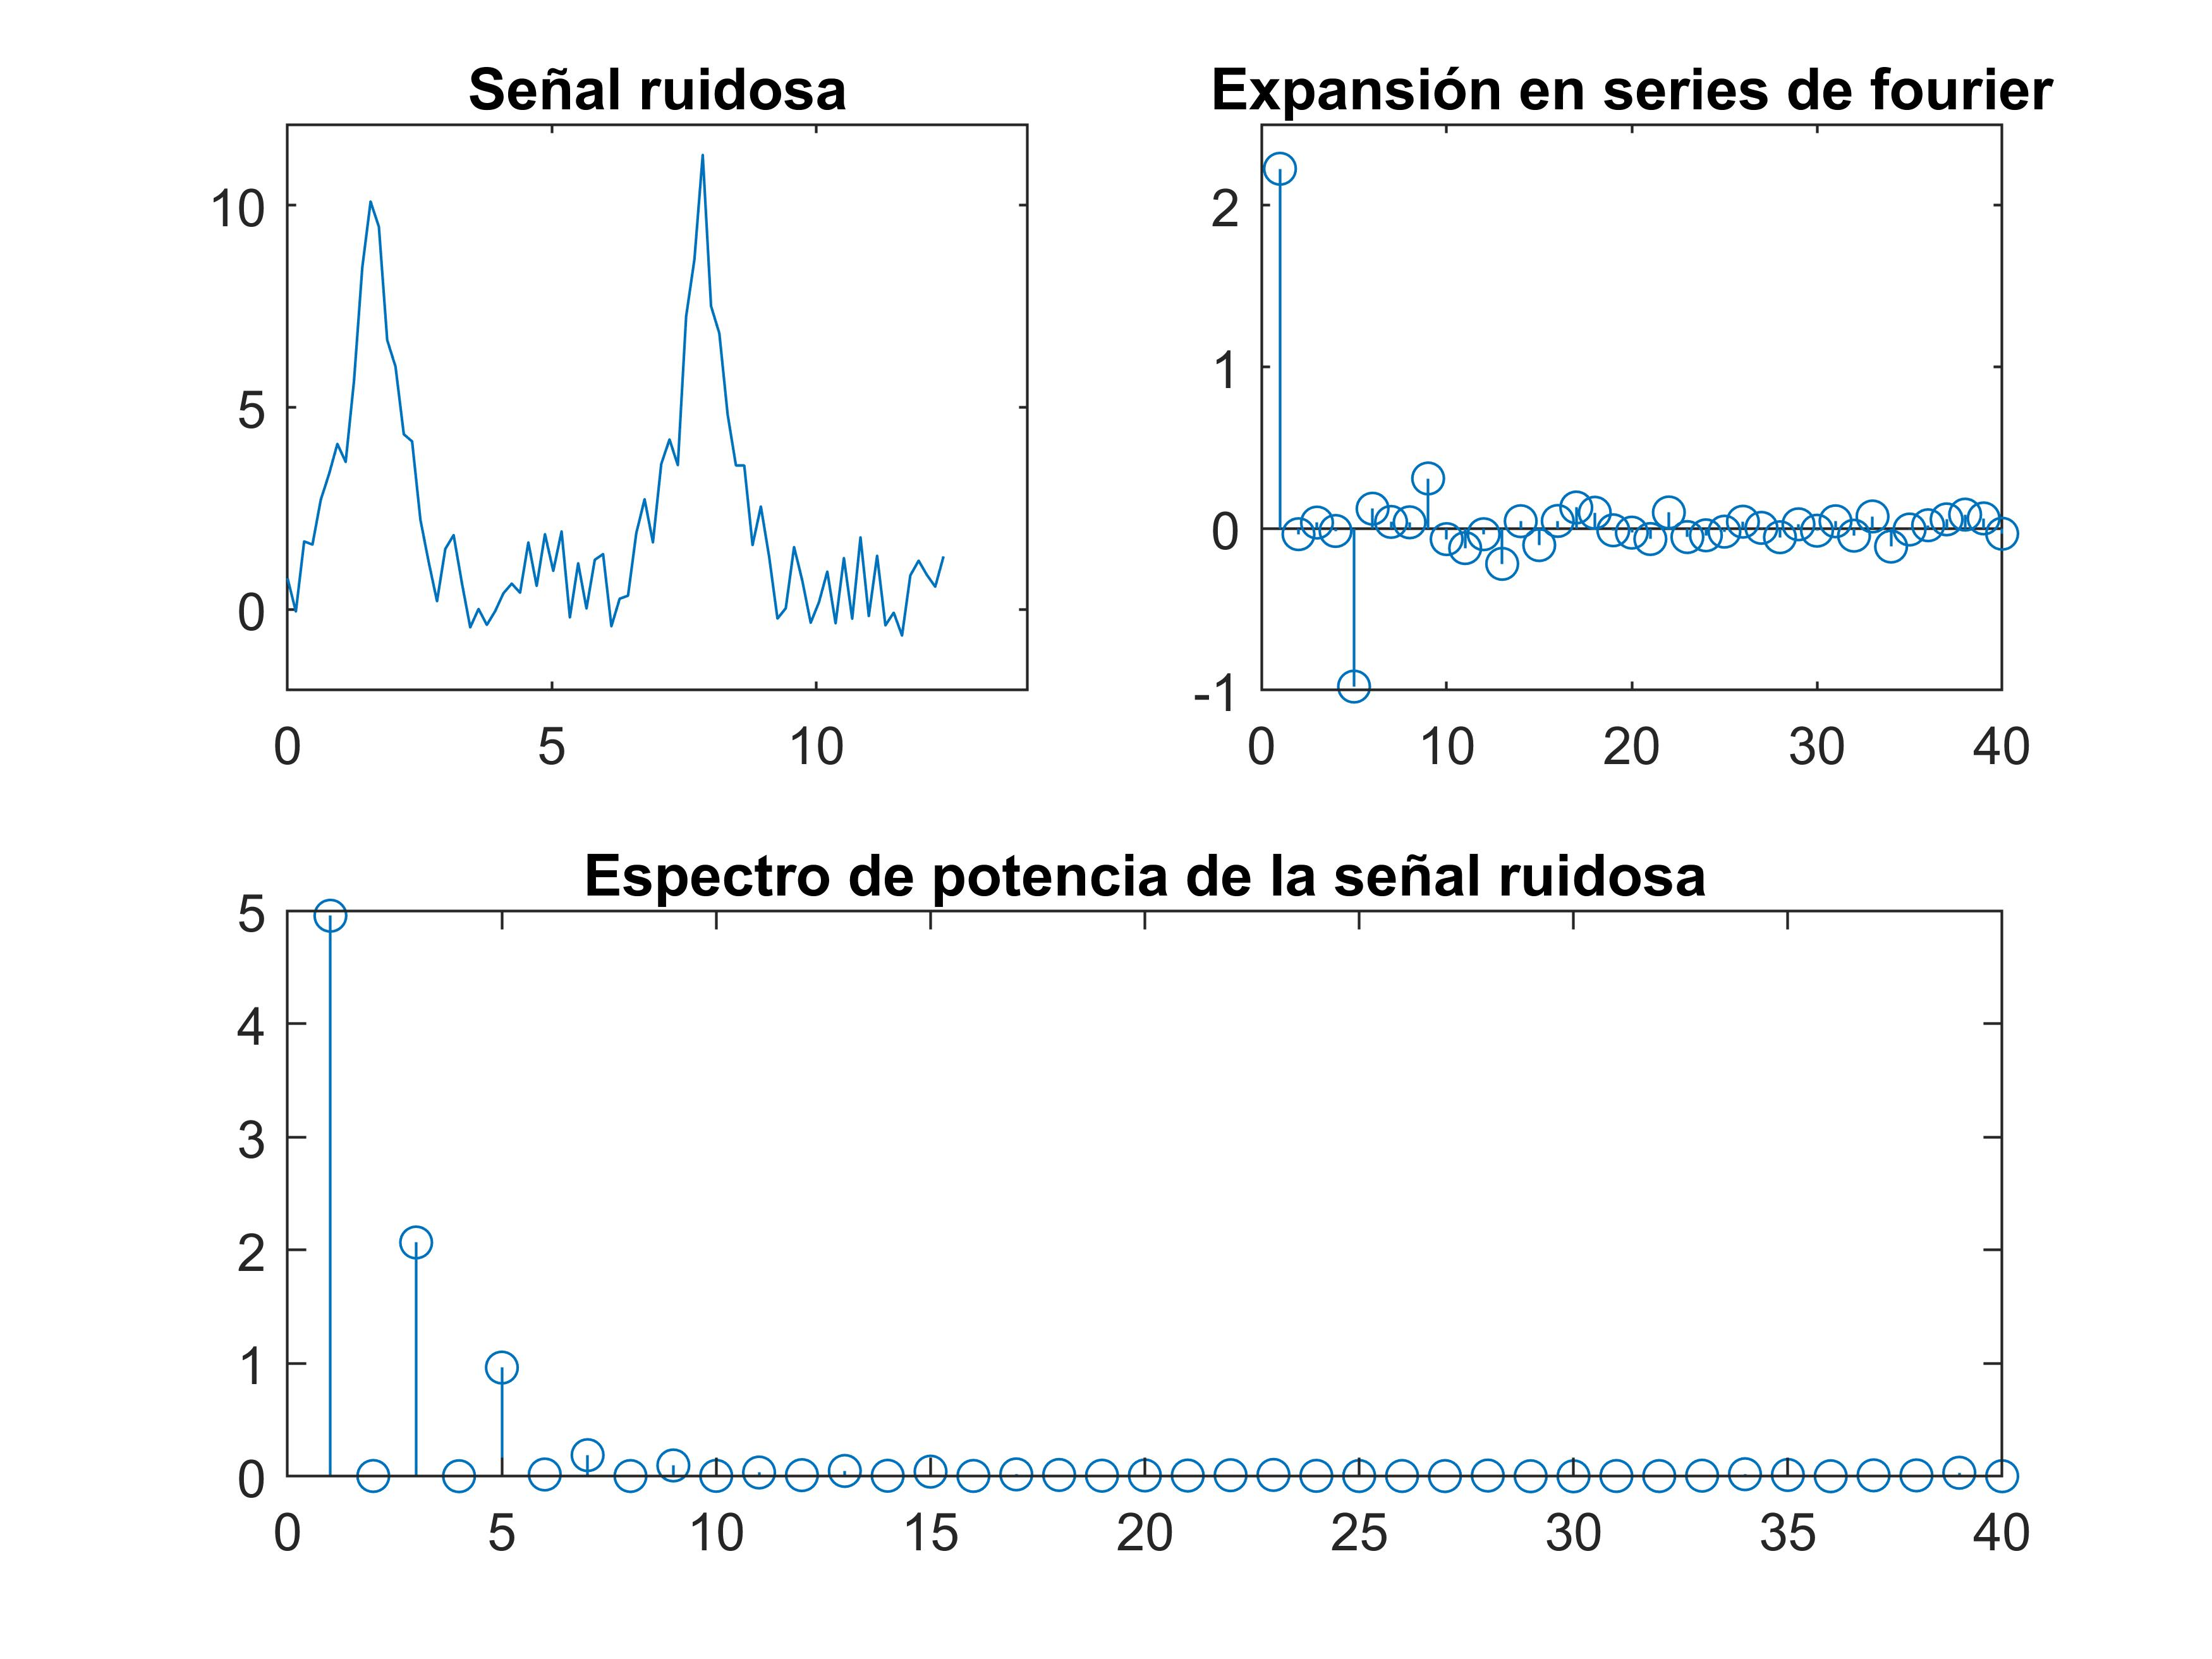 Señal ruidosa
10
5
0
0 5 10
Expansión en series de fourier
2
1
0
-1
0 10 20 30 40
Espectro de potencia de la señal ruidosa
5
4
3
2
1
0
0 5 10 15 20 25 30 35 40